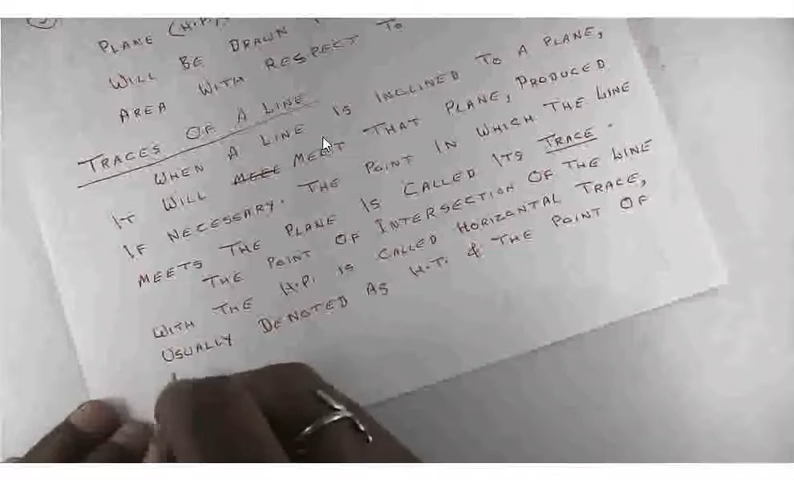 PLANE (H.P.)
WILL BE DRAWN
AREA WITH RESPECT TO
TRACES OF A LINE
WHEN A LINE IS INCLINED TO A PLANE,
IT WILL MEET THAT PLANE, PRODUCED
IF NECESSARY. THE POINT IN WHICH THE LINE
MEETS THE PLANE IS CALLED ITS TRACE.
THE POINT OF INTERSECTION OF THE LINE
WITH THE H.P. IS CALLED HORIZONTAL TRACE,
USUALLY DENOTED AS H.T. & THE POINT OF